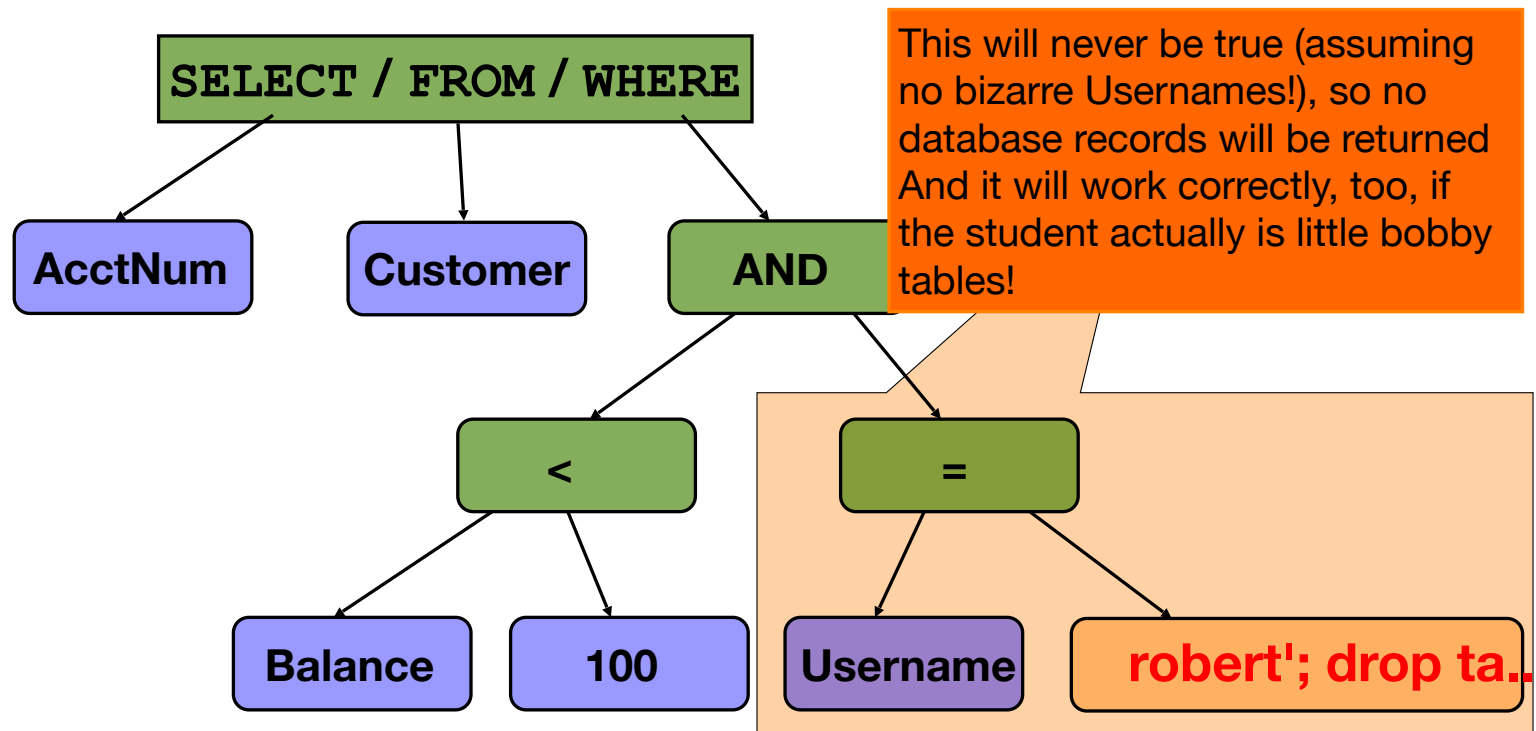 SELECT / FROM / WHERE
This will never be true (assuming
no bizarre Usernames!), so no
database records will be returned
And it will work correctly, too, if
the student actually is little bobby
tables!
AcctNum
Customer
AND
<
=
Balance
100
Username
robert'; drop ta..